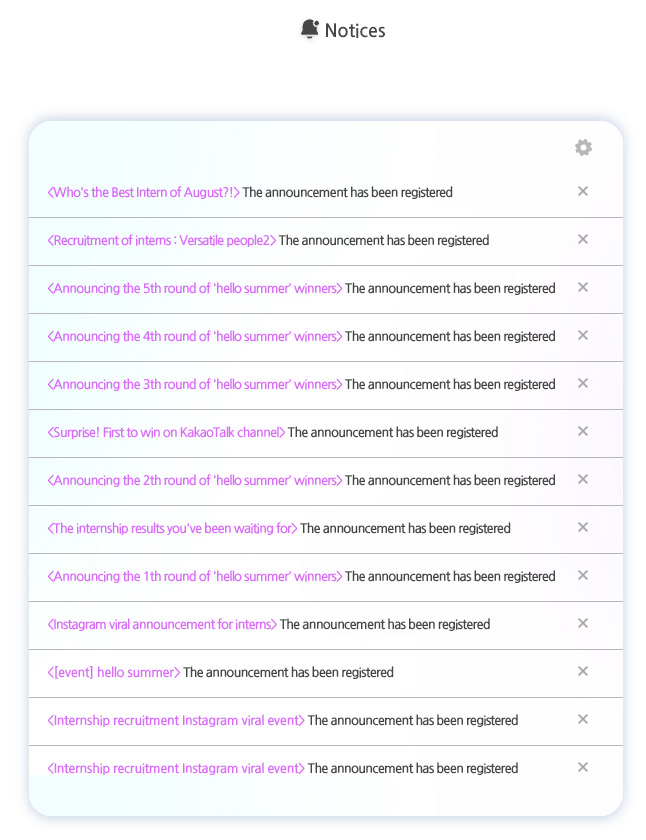 Notices
<Who's the Best Intern of August?!> The announcement has been registered
<Recruitment of interns : Versatile people2> The announcement has been registered
<Announcing the 5th round of 'hello summer' winners> The announcement has been registered
<Announcing the 4th round of 'hello summer' winners> The announcement has been registered
<Announcing the 3th round of 'hello summer' winners> The announcement has been registered
<Surprise! First to win on KakaoTalk channel> The announcement has been registered
<Announcing the 2th round of 'hello summer' winners> The announcement has been registered
<The internship results you've been waiting for> The announcement has been registered
<Announcing the 1th round of 'hello summer' winners> The announcement has been registered
<Instagram viral announcement for interns> The announcement has been registered
<[event] hello summer> The announcement has been registered
<Internship recruitment Instagram viral event> The announcement has been registered
<Internship recruitment Instagram viral event> The announcement has been registered